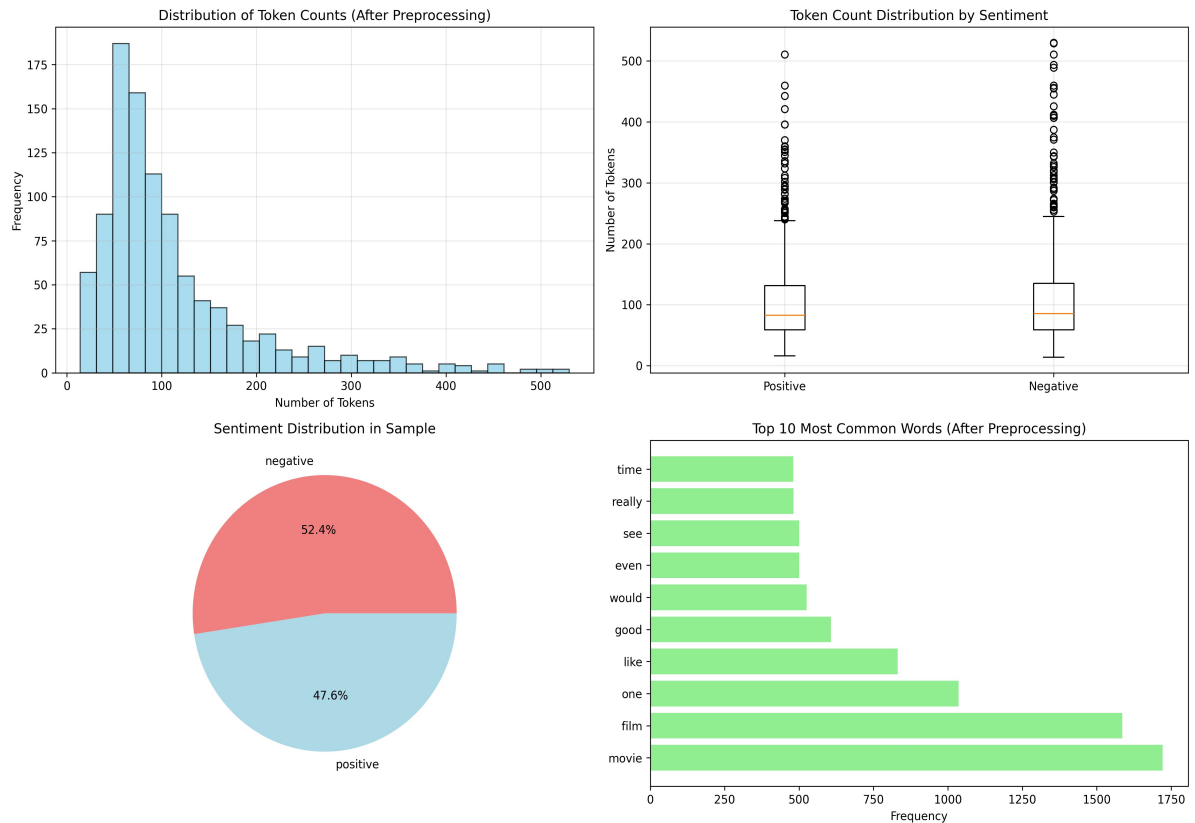 Distribution of Token Counts (After Preprocessing)
175
150
125
100
75
50
25
0
Frequency
0 100 200 300 400 500
Number of Tokens
Token Count Distribution by Sentiment
500
400
300
200
100
0
Number of Tokens
Positive Negative
Sentiment Distribution in Sample
negative
52.4%
47.6%
positive
Top 10 Most Common Words (After Preprocessing)
time
really
see
even
would
good
like
one
film
movie
0 250 500 750 1000 1250 1500 1750
Frequency